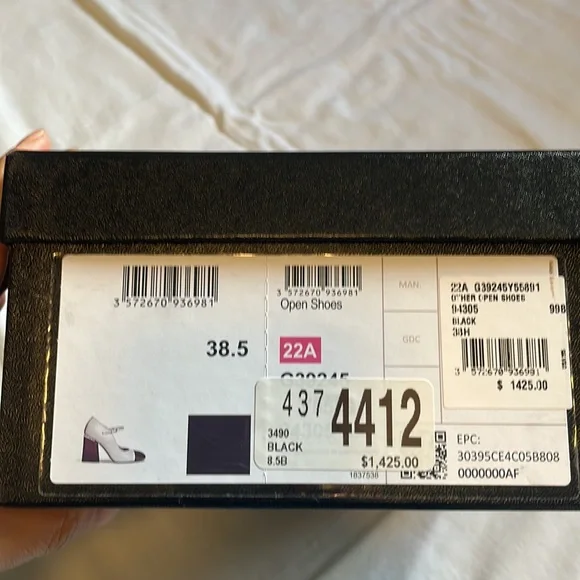 3 572670 936981
38.5
3 572670 936981
Open Shoes
22A
G39245
MAN.
GDC
22A G39245Y55891
OTHER OPEN SHOES
94305 998
BLACK
38H
3 572670 936981
$ 1425.00
437 4412
3490
BLACK
8.5B
$1,425.00
1837538
EPC:
30395CE4C05B808
0000000AF